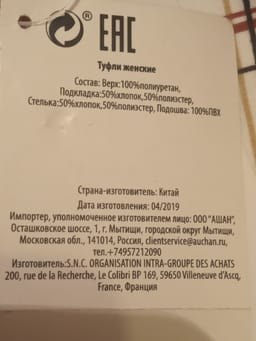 ®
EAC
Туфли женские
Состав: Верх:100%полиуретан,
Подкладка:50%хлопок,50%полиэстер,
Стелька:50%хлопок,50%полиэстер, Подошва: 100%ПВХ
Страна-изготовитель: Китай
Дата изготовления: 04/2019
Импортер, уполномоченное изготовителем лицо: ООО "АШАН",
Осташковское шоссе, 1, г. Мытищи, городской округ Мытищи,
Московская обл., 141014, Россия, clientservice@auchan.ru,
тел.+74957212090
Изготовитель:S.N.C. ORGANISATION INTRA-GROUPE DES ACHATS
200, rue de la Recherche, Le Colibri BP 169, 59650 Villeneuve d'Ascq,
France, Франция